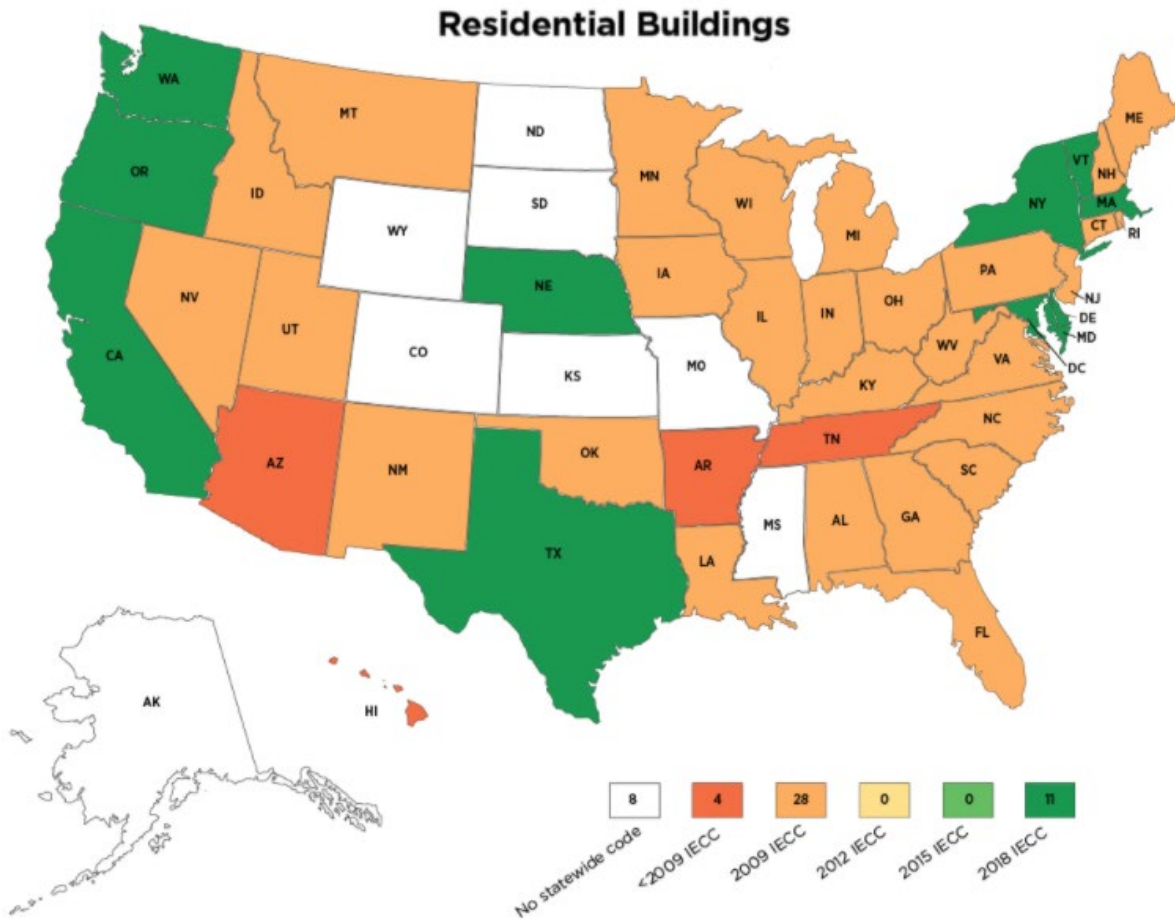 Residential Buildings
WA
MT
ND
ME
OR
ID
MN
VT
NH
SD
WI
NY
MA
WY
MI
CT
RI
IA
PA
NE
NV
OH
NJ
UT
IL
IN
DE
CA
CO
WV
MD
KS
MO
VA
DC
KY
NC
TN
AZ
NM
OK
AR
SC
MS
AL
GA
TX
LA
FL
AK
HI
8
4
28
0
0
11
No statewide code
<2009 IECC
2009 IECC
2012 IECC
2015 IECC
2018 IECC